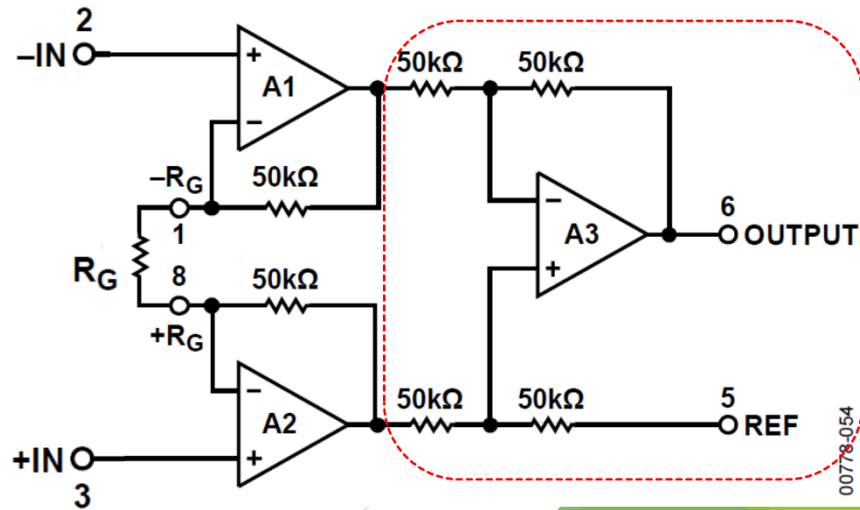 2
–IN
+
A1
–
50kΩ
50kΩ
50kΩ
–RG
1
RG
8
+RG
50kΩ
–
A3
+
6
OUTPUT
–
A2
+
50kΩ
50kΩ
5
REF
+IN
3
00778-054